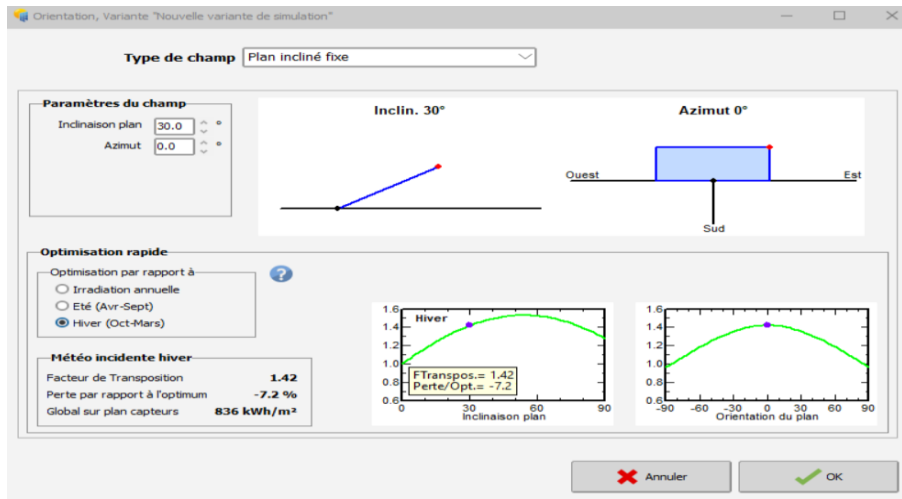 Orientation, Variante "Nouvelle variante de simulation"
Type de champ Plan incliné fixe
Paramètres du champ
Inclinaison plan 30.0 °
Azimut 0.0 °
Inclin. 30°
Azimut 0°
Ouest Est
Sud
Optimisation rapide
Optimisation par rapport à
Irradiation annuelle
Eté (Avr-Sept)
Hiver (Oct-Mars)
?
Météo incidente hiver
Facteur de Transposition 1.42
Perte par rapport à l'optimum -7.2 %
Global sur plan capteurs 836 kWh/m²
Hiver
1.6
1.4
1.2
1.0
0.8
0.6
FTranspos.= 1.42
Perte/Opt.= -7.2
0 30 60 90
Inclinaison plan
1.6
1.4
1.2
1.0
0.8
0.6
-90 -60 -30 0 30 60 90
Orientation du plan
Annuler
OK